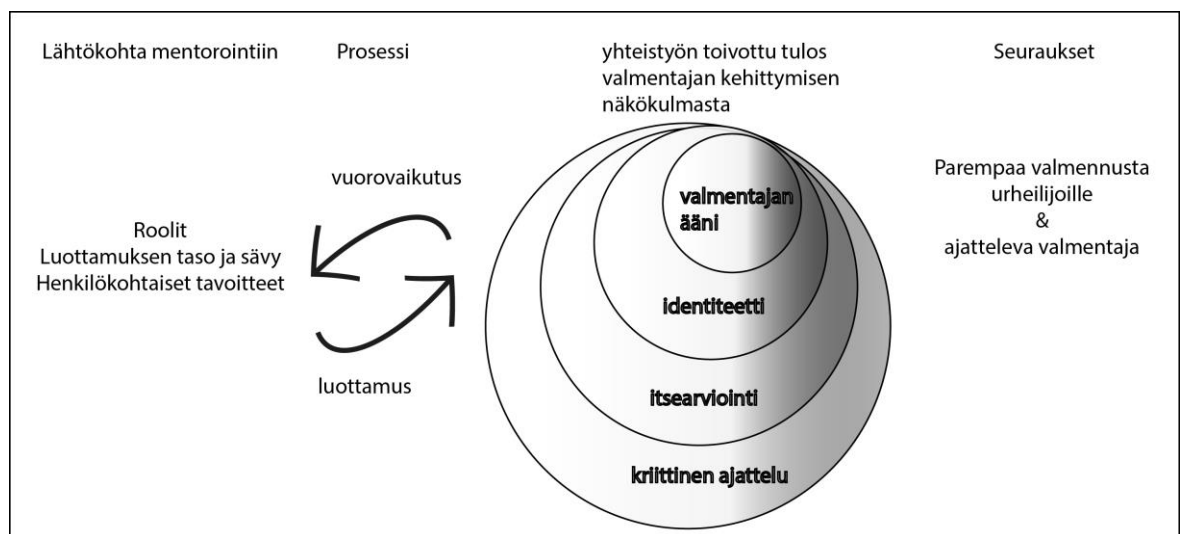 Lähtökohta mentorointiin
Prosessi
yhteistyön toivottu tulos
valmentajan kehittymisen
näkökulmasta
Seuraukset
Roolit
Luottamuksen taso ja sävy
Henkilökohtaiset tavoitteet
vuorovaikutus
luottamus
valmentajan
ääni
identiteetti
itsearviointi
kriittinen ajattelu
Parempaa valmennusta
urheilijoille
&
ajatteleva valmentaja